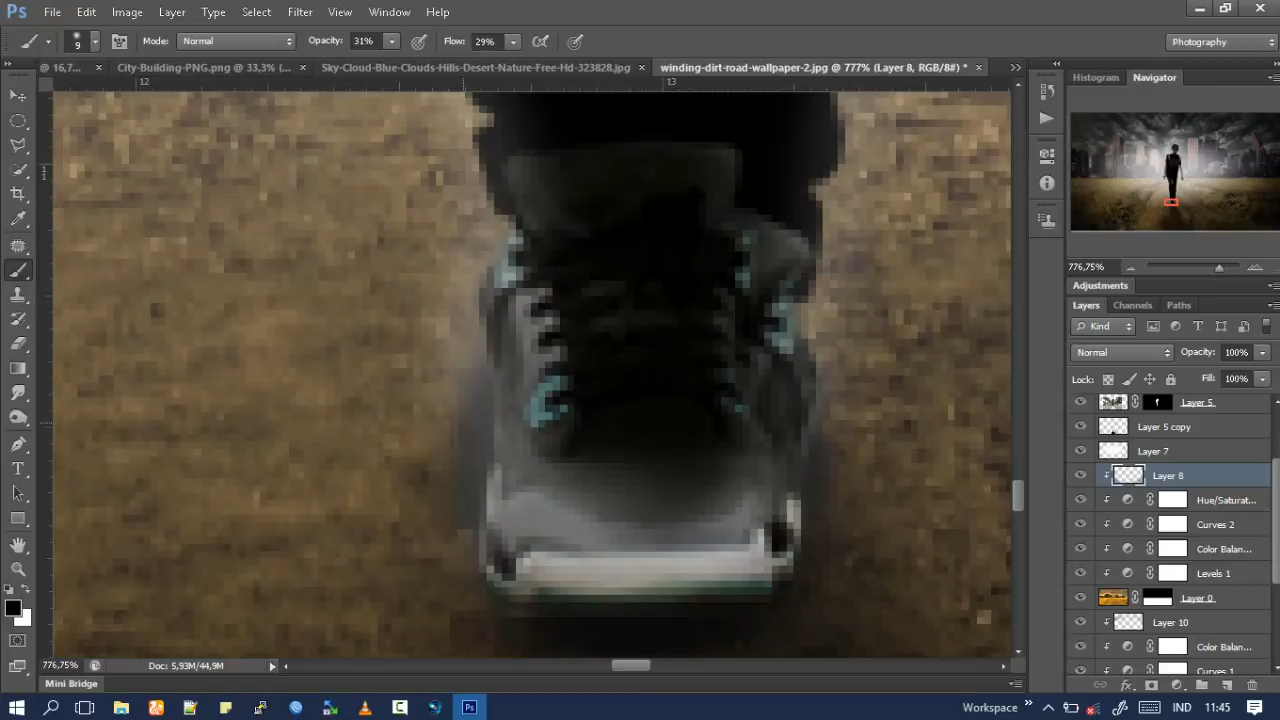 Ps File Edit Image Layer Type Select Filter View Window Help
9 Mode: Normal Opacity: 31% Flow: 29% Photography
@ 16,7... × City-Building-PNG.png @ 33,3% (... × Sky-Cloud-Blue-Clouds-Hills-Desert-Nature-Free-Hd-323828.jpg × winding-dirt-road-wallpaper-2.jpg @ 777% (Layer 8, RGB/8#) * ×
12 13
1
1
Histogram Navigator
776,75%
Adjustments
Layers Channels Paths
Kind
Normal Opacity: 100%
Lock: Fill: 100%
Layer 5
Layer 5 copy
Layer 7
Layer 8
Hue/Saturat...
Curves 2
Color Balan...
Levels 1
Layer 0
Layer 10
Color Balan...
Curves 1
776,75% Doc: 5,93M/44,9M
Mini Bridge
Workspace IND 11:45